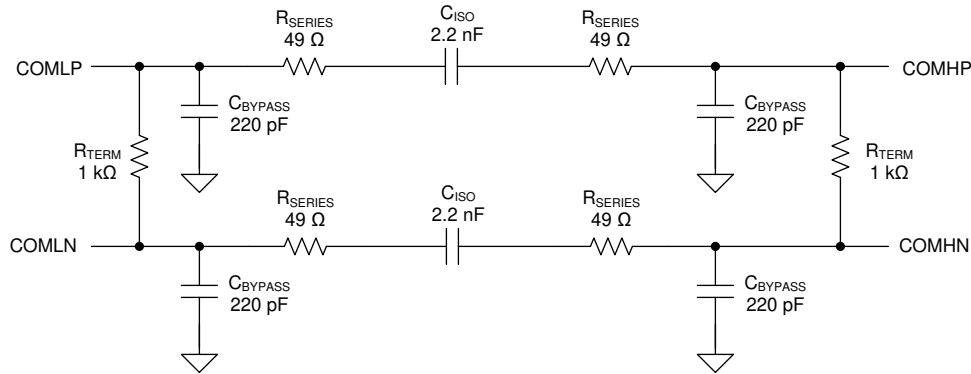 RSERIES
49 Ω
CISO
2.2 nF
RSERIES
49 Ω
COMLP
COMHP
CBYPASS
220 pF
CBYPASS
220 pF
RTERM
1 kΩ
RTERM
1 kΩ
RSERIES
49 Ω
CISO
2.2 nF
RSERIES
49 Ω
COMLN
COMHN
CBYPASS
220 pF
CBYPASS
220 pF